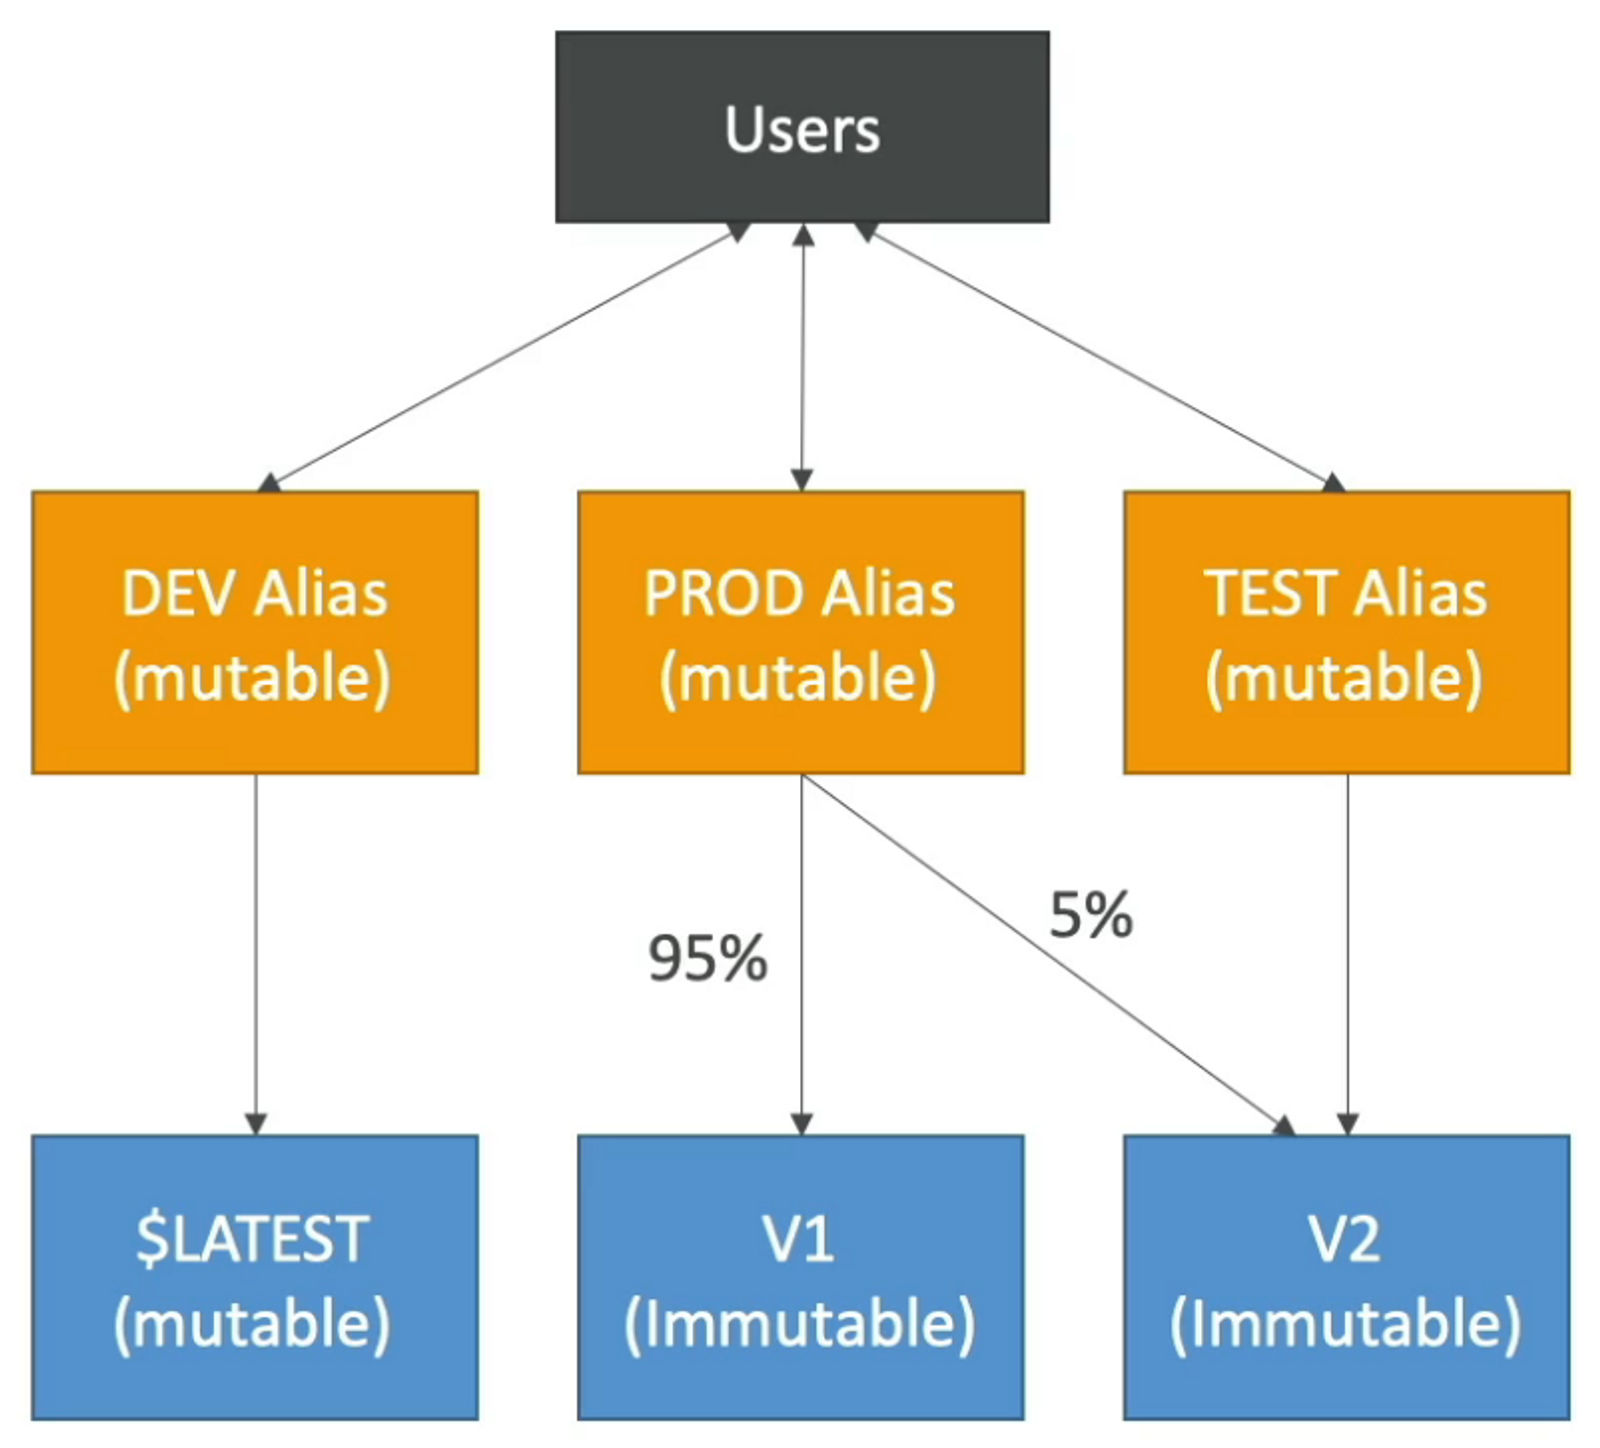 Users
DEV Alias
(mutable)
PROD Alias
(mutable)
TEST Alias
(mutable)
95%
5%
$LATEST
(mutable)
V1
(Immutable)
V2
(Immutable)